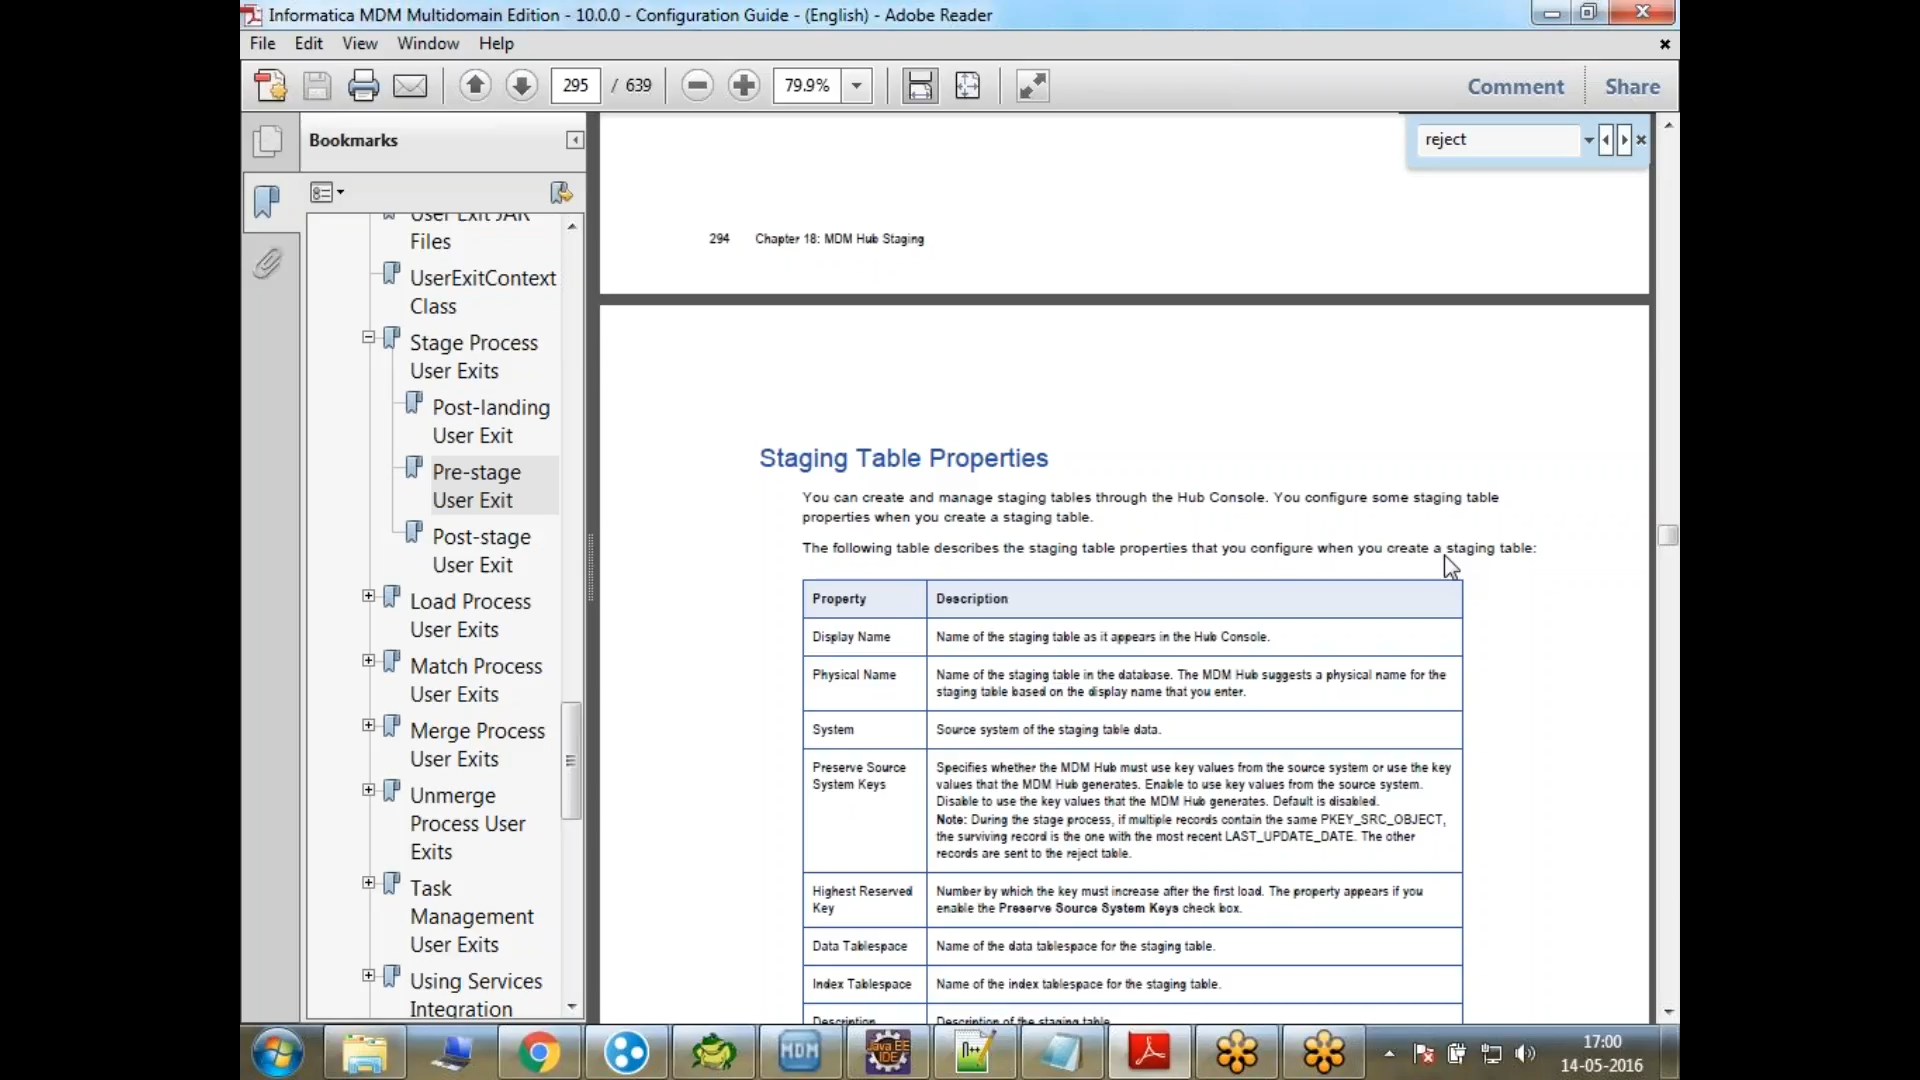 Informatica MDM Multidomain Edition - 10.0.0 - Configuration Guide - (English) - Adobe Reader
File Edit View Window Help
295 / 639
79.9%
Comment
Share
Bookmarks
reject
User Exit JAR
Files
UserExitContext
Class
Stage Process
User Exits
Post-landing
User Exit
Pre-stage
User Exit
Post-stage
User Exit
Load Process
User Exits
Match Process
User Exits
Merge Process
User Exits
Unmerge
Process User
Exits
Task
Management
User Exits
Using Services
Integration
294 Chapter 18: MDM Hub Staging
Staging Table Properties
You can create and manage staging tables through the Hub Console. You configure some staging table
properties when you create a staging table.
The following table describes the staging table properties that you configure when you create a staging table:
Property Description
Display Name Name of the staging table as it appears in the Hub Console.
Physical Name Name of the staging table in the database. The MDM Hub suggests a physical name for the
staging table based on the display name that you enter.
System Source system of the staging table data.
Preserve Source Specifies whether the MDM Hub must use key values from the source system or use the key
System Keys values that the MDM Hub generates. Enable to use key values from the source system.
Disable to use the key values that the MDM Hub generates. Default is disabled.
Note: During the stage process, if multiple records contain the same PKEY_SRC_OBJECT,
the surviving record is the one with the most recent LAST_UPDATE_DATE. The other
records are sent to the reject table.
Highest Reserved Number by which the key must increase after the first load. The property appears if you
Key enable the Preserve Source System Keys check box.
Data Tablespace Name of the data tablespace for the staging table.
Index Tablespace Name of the index tablespace for the staging table.
Description Description of the staging table
MDM
Java EE
IDE
n++
17:00
14-05-2016